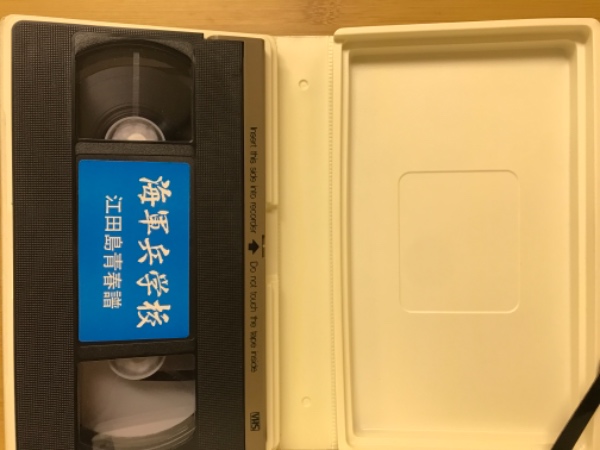 海軍兵学校
江田島青春譜
Insert this side into recorder
Do not touch the tape inside
VHS